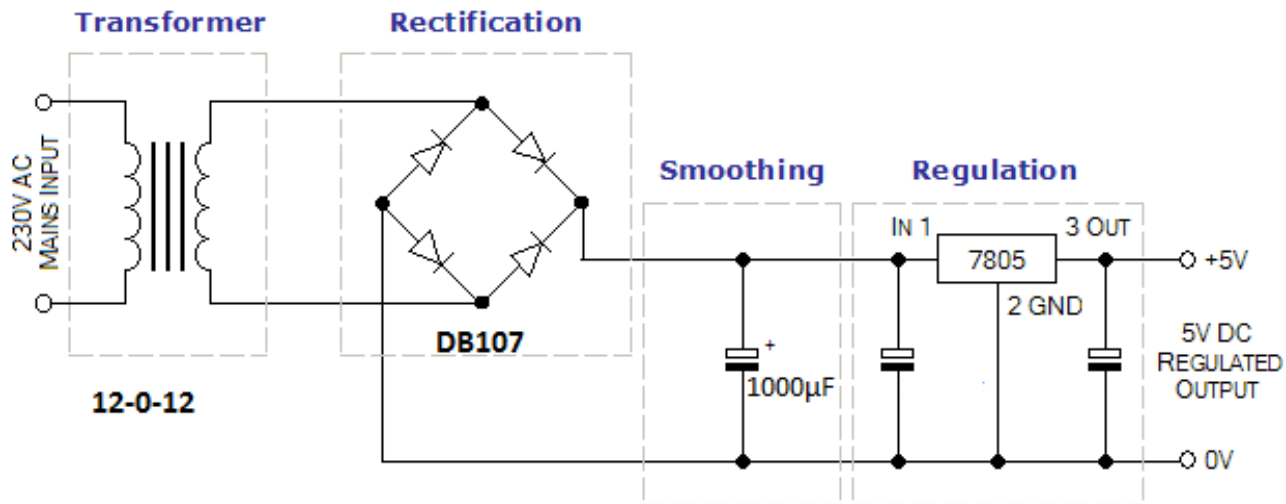 Transformer
Rectification
230V AC
MAINS INPUT
Smoothing
Regulation
IN 1
3 OUT
7805
2 GND
+5V
DB107
+
1000µF
5V DC
REGULATED
OUTPUT
12-0-12
0V